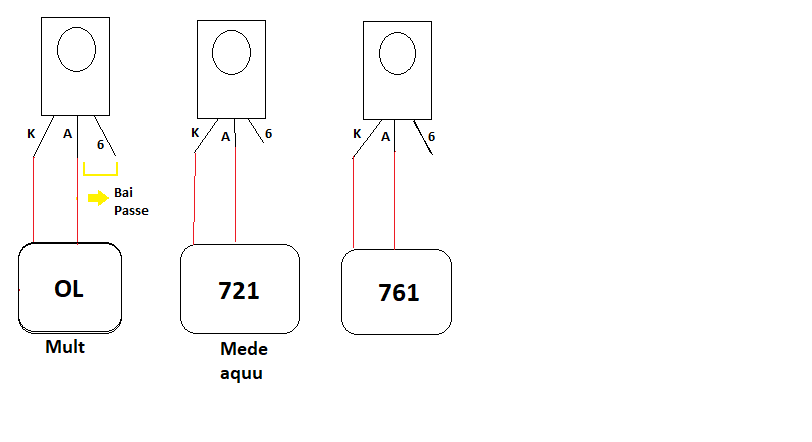 K A 6
Bai
Passe
OL
Mult
K A 6
721
Mede
aquu
K A 6
761